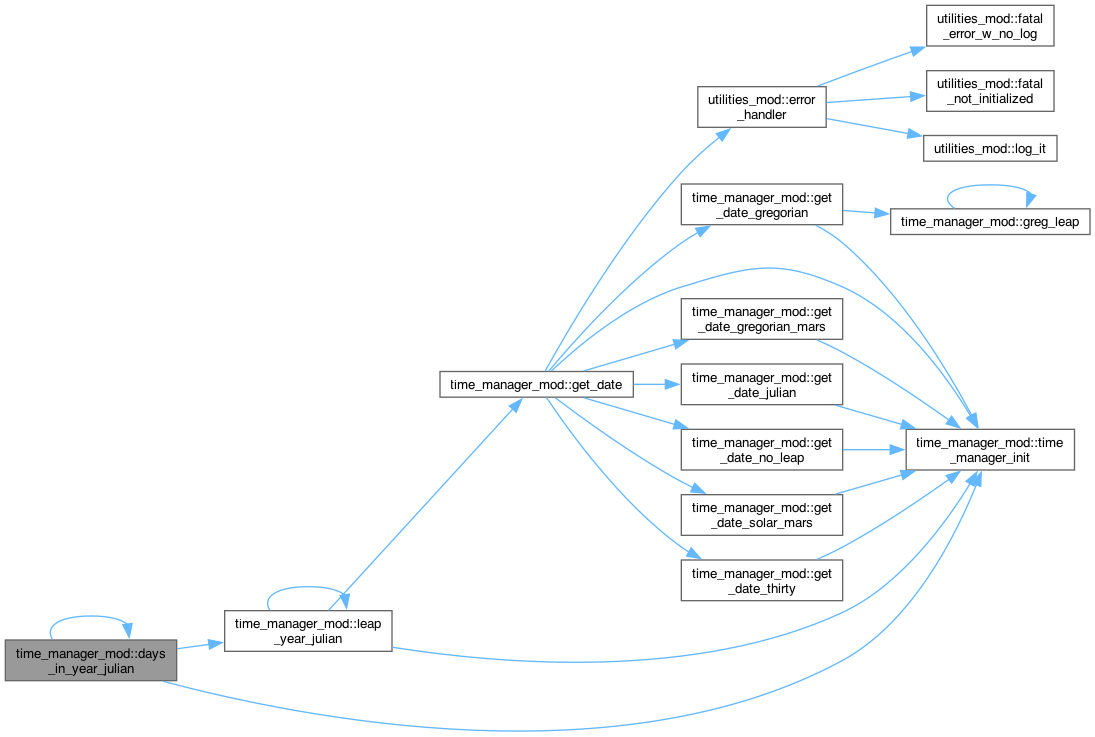 utilities_mod::fatal
_error_w_no_log
utilities_mod::fatal
_not_initialized
utilities_mod::error
_handler
utilities_mod::log_it
time_manager_mod::get
_date_gregorian
time_manager_mod::greg_leap
time_manager_mod::get
_date_gregorian_mars
time_manager_mod::get_date
time_manager_mod::get
_date_julian
time_manager_mod::get
_date_no_leap
time_manager_mod::time
_manager_init
time_manager_mod::get
_date_solar_mars
time_manager_mod::get
_date_thirty
time_manager_mod::leap
_year_julian
time_manager_mod::days
_in_year_julian